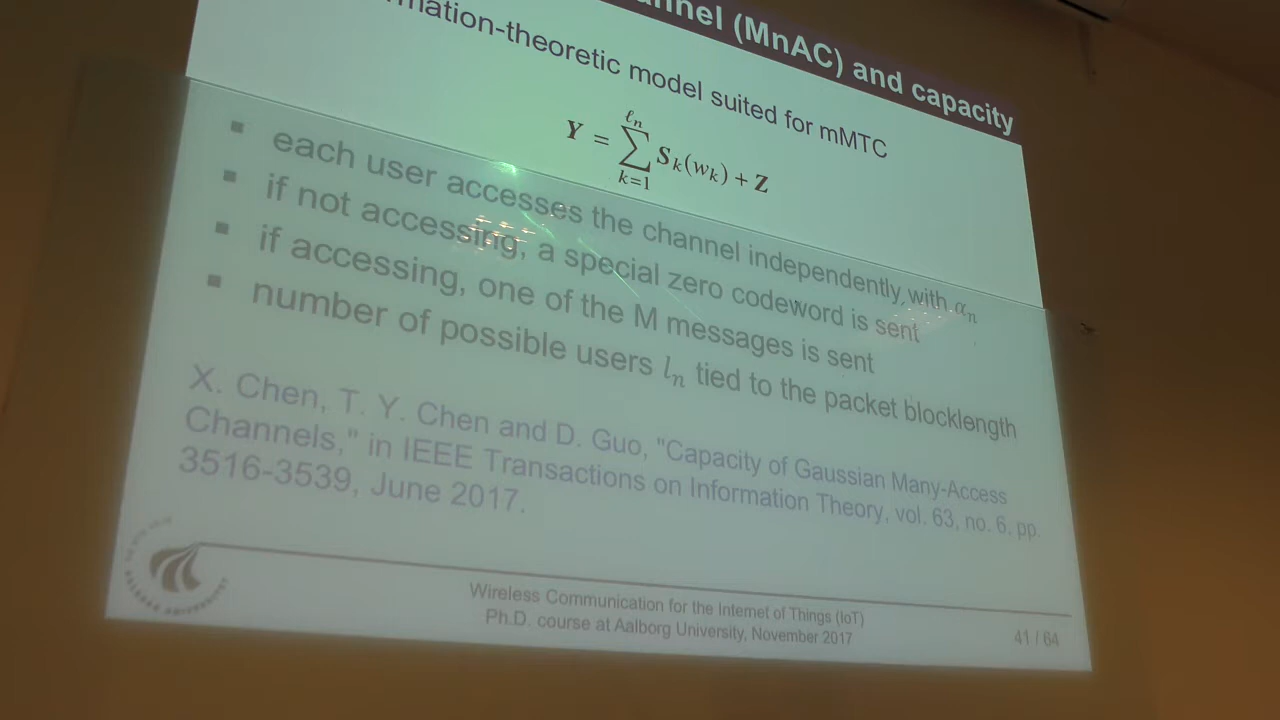 (MnAC) and capacity
model suited for mMTC
Y = \sum_{k=1}^{\ell_n} S_k(w_k) + Z
▪ each user accesses the channel independently with α_n
▪ if not accessing, a special zero codeword is sent
▪ if accessing, one of the M messages is sent
▪ number of possible users l_n tied to the packet blocklength
X. Chen, T. Y. Chen and D. Guo, "Capacity of Gaussian Many-Access
Channels," in IEEE Transactions on Information Theory, vol. 63, no. 6, pp.
3516-3539, June 2017.
Wireless Communication for the Internet of Things (IoT)
Ph.D. course at Aalborg University, November 2017
41 / 64